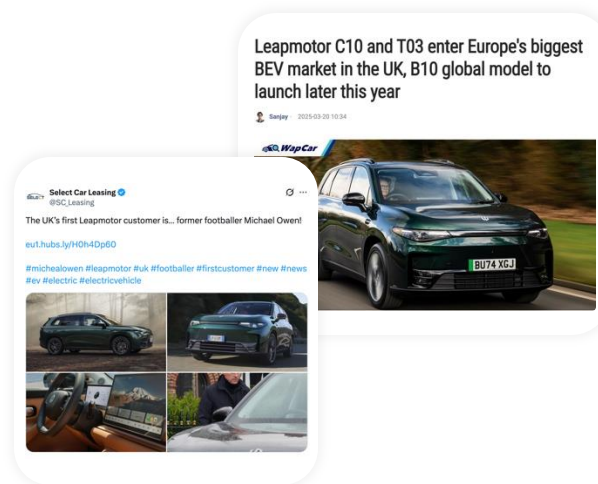 Leapmotor C10 and T03 enter Europe's biggest
BEV market in the UK, B10 global model to
launch later this year
Sanjay - 2025-03-20 10:34
WapCar
BU74 XGJ
SELECT
Select Car Leasing
@SC_Leasing
The UK's first Leapmotor customer is... former footballer Michael Owen!
eu1.hubs.ly/H0h4Dp60
#michealowen #leapmotor #uk #footballer #firstcustomer #new #news
#ev #electric #electricvehicle